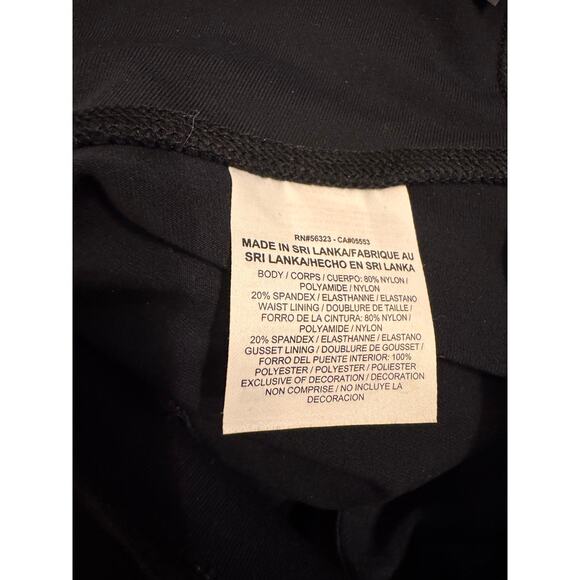 RN#56323 - CA#05553
MADE IN SRI LANKA/FABRIQUE AU
SRI LANKA/HECHO EN SRI LANKA
BODY / CORPS / CUERPO: 80% NYLON /
POLYAMIDE / NYLON
20% SPANDEX / ELASTHANNE / ELASTANO
WAIST LINING / DOUBLURE DE TAILLE /
FORRO DE LA CINTURA: 80% NYLON /
POLYAMIDE / NYLON
20% SPANDEX / ELASTHANNE / ELASTANO
GUSSET LINING / DOUBLURE DE GOUSSET /
FORRO DEL PUENTE INTERIOR: 100%
POLYESTER / POLYESTER / POLIESTER
EXCLUSIVE OF DECORATION / DECORATION
NON COMPRISE / NO INCLUYE LA
DECORACION